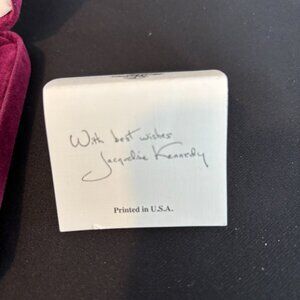 With best wishes
Jacqueline Kennedy
Printed in U.S.A.